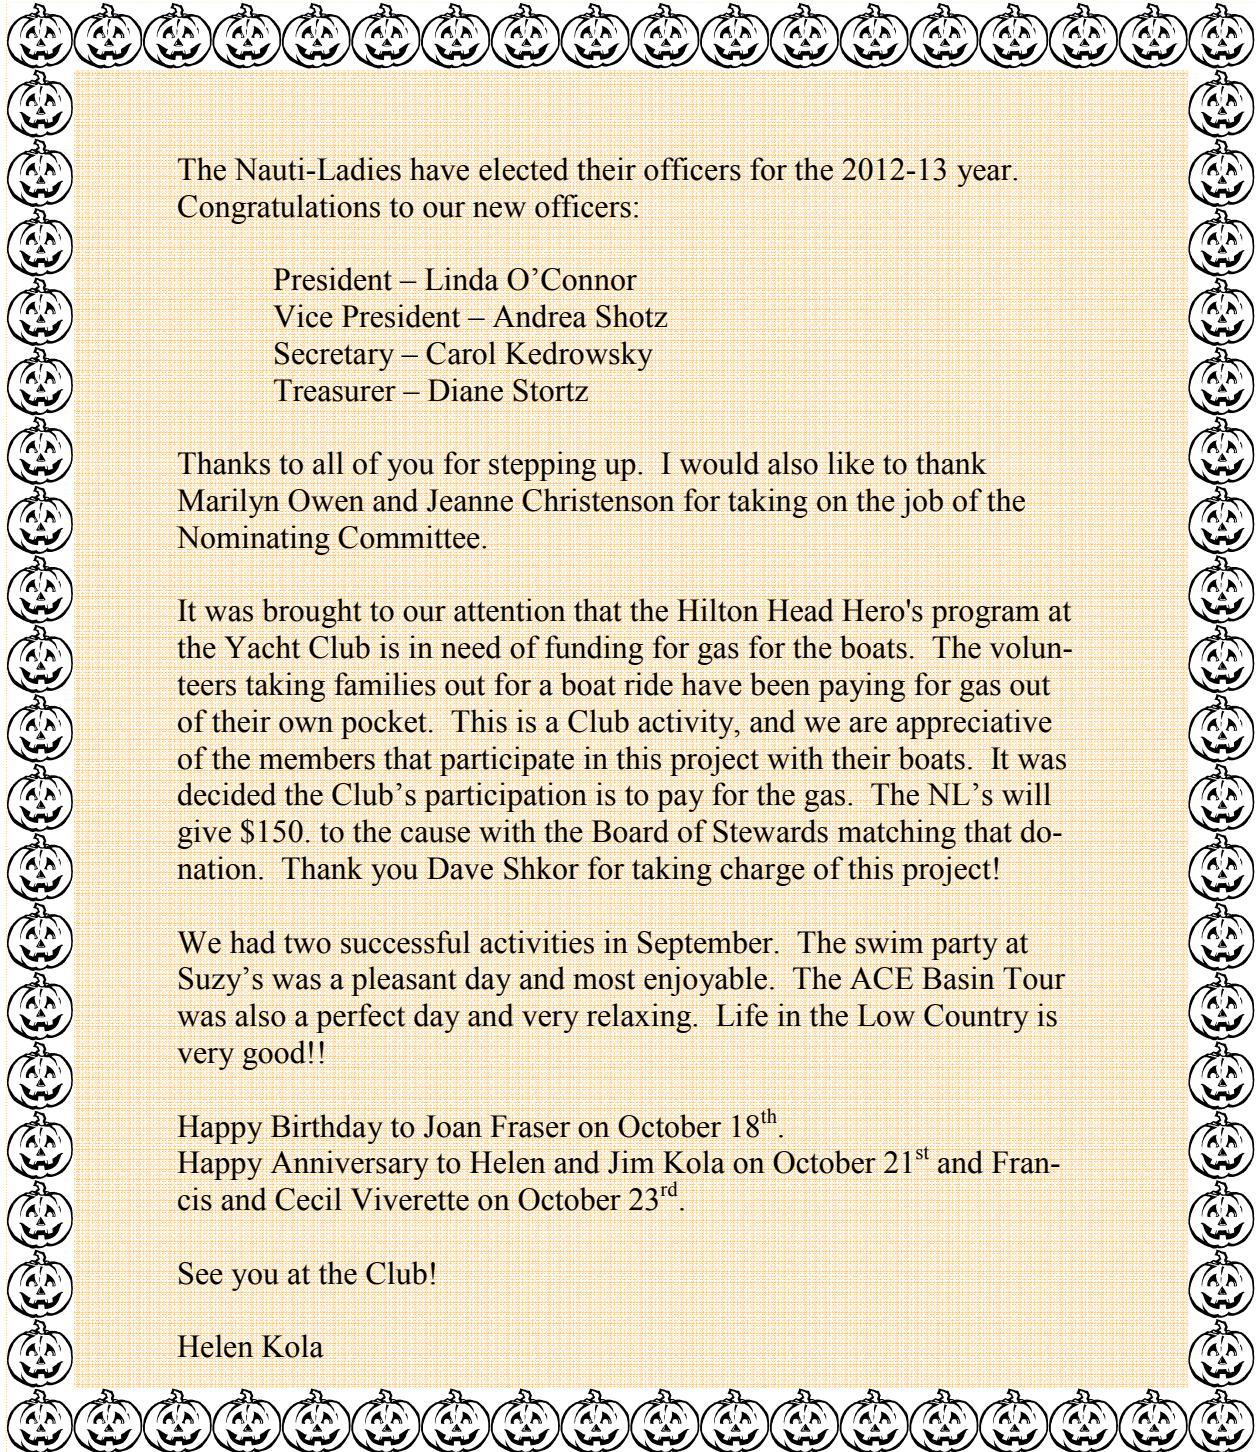 The Nauti-Ladies have elected their officers for the 2012-13 year.
Congratulations to our new officers:
President – Linda O’Connor
Vice President – Andrea Shotz
Secretary – Carol Kedrowsky
Treasurer – Diane Stortz
Thanks to all of you for stepping up.  I would also like to thank
Marilyn Owen and Jeanne Christenson for taking on the job of the
Nominating Committee.
It was brought to our attention that the Hilton Head Hero's program at
the Yacht Club is in need of funding for gas for the boats.  The volun-
teers taking families out for a boat ride have been paying for gas out
of their own pocket.  This is a Club activity, and we are appreciative
of the members that participate in this project with their boats.  It was
decided the Club’s participation is to pay for the gas.  The NL’s will
give $150. to the cause with the Board of Stewards matching that do-
nation.  Thank you Dave Shkor for taking charge of this project!
We had two successful activities in September.  The swim party at
Suzy’s was a pleasant day and most enjoyable.  The ACE Basin Tour
was also a perfect day and very relaxing.  Life in the Low Country is
very good!!
Happy Birthday to Joan Fraser on October 18th.
Happy Anniversary to Helen and Jim Kola on October 21st and Fran-
cis and Cecil Viverette on October 23rd.
See you at the Club!
Helen Kola